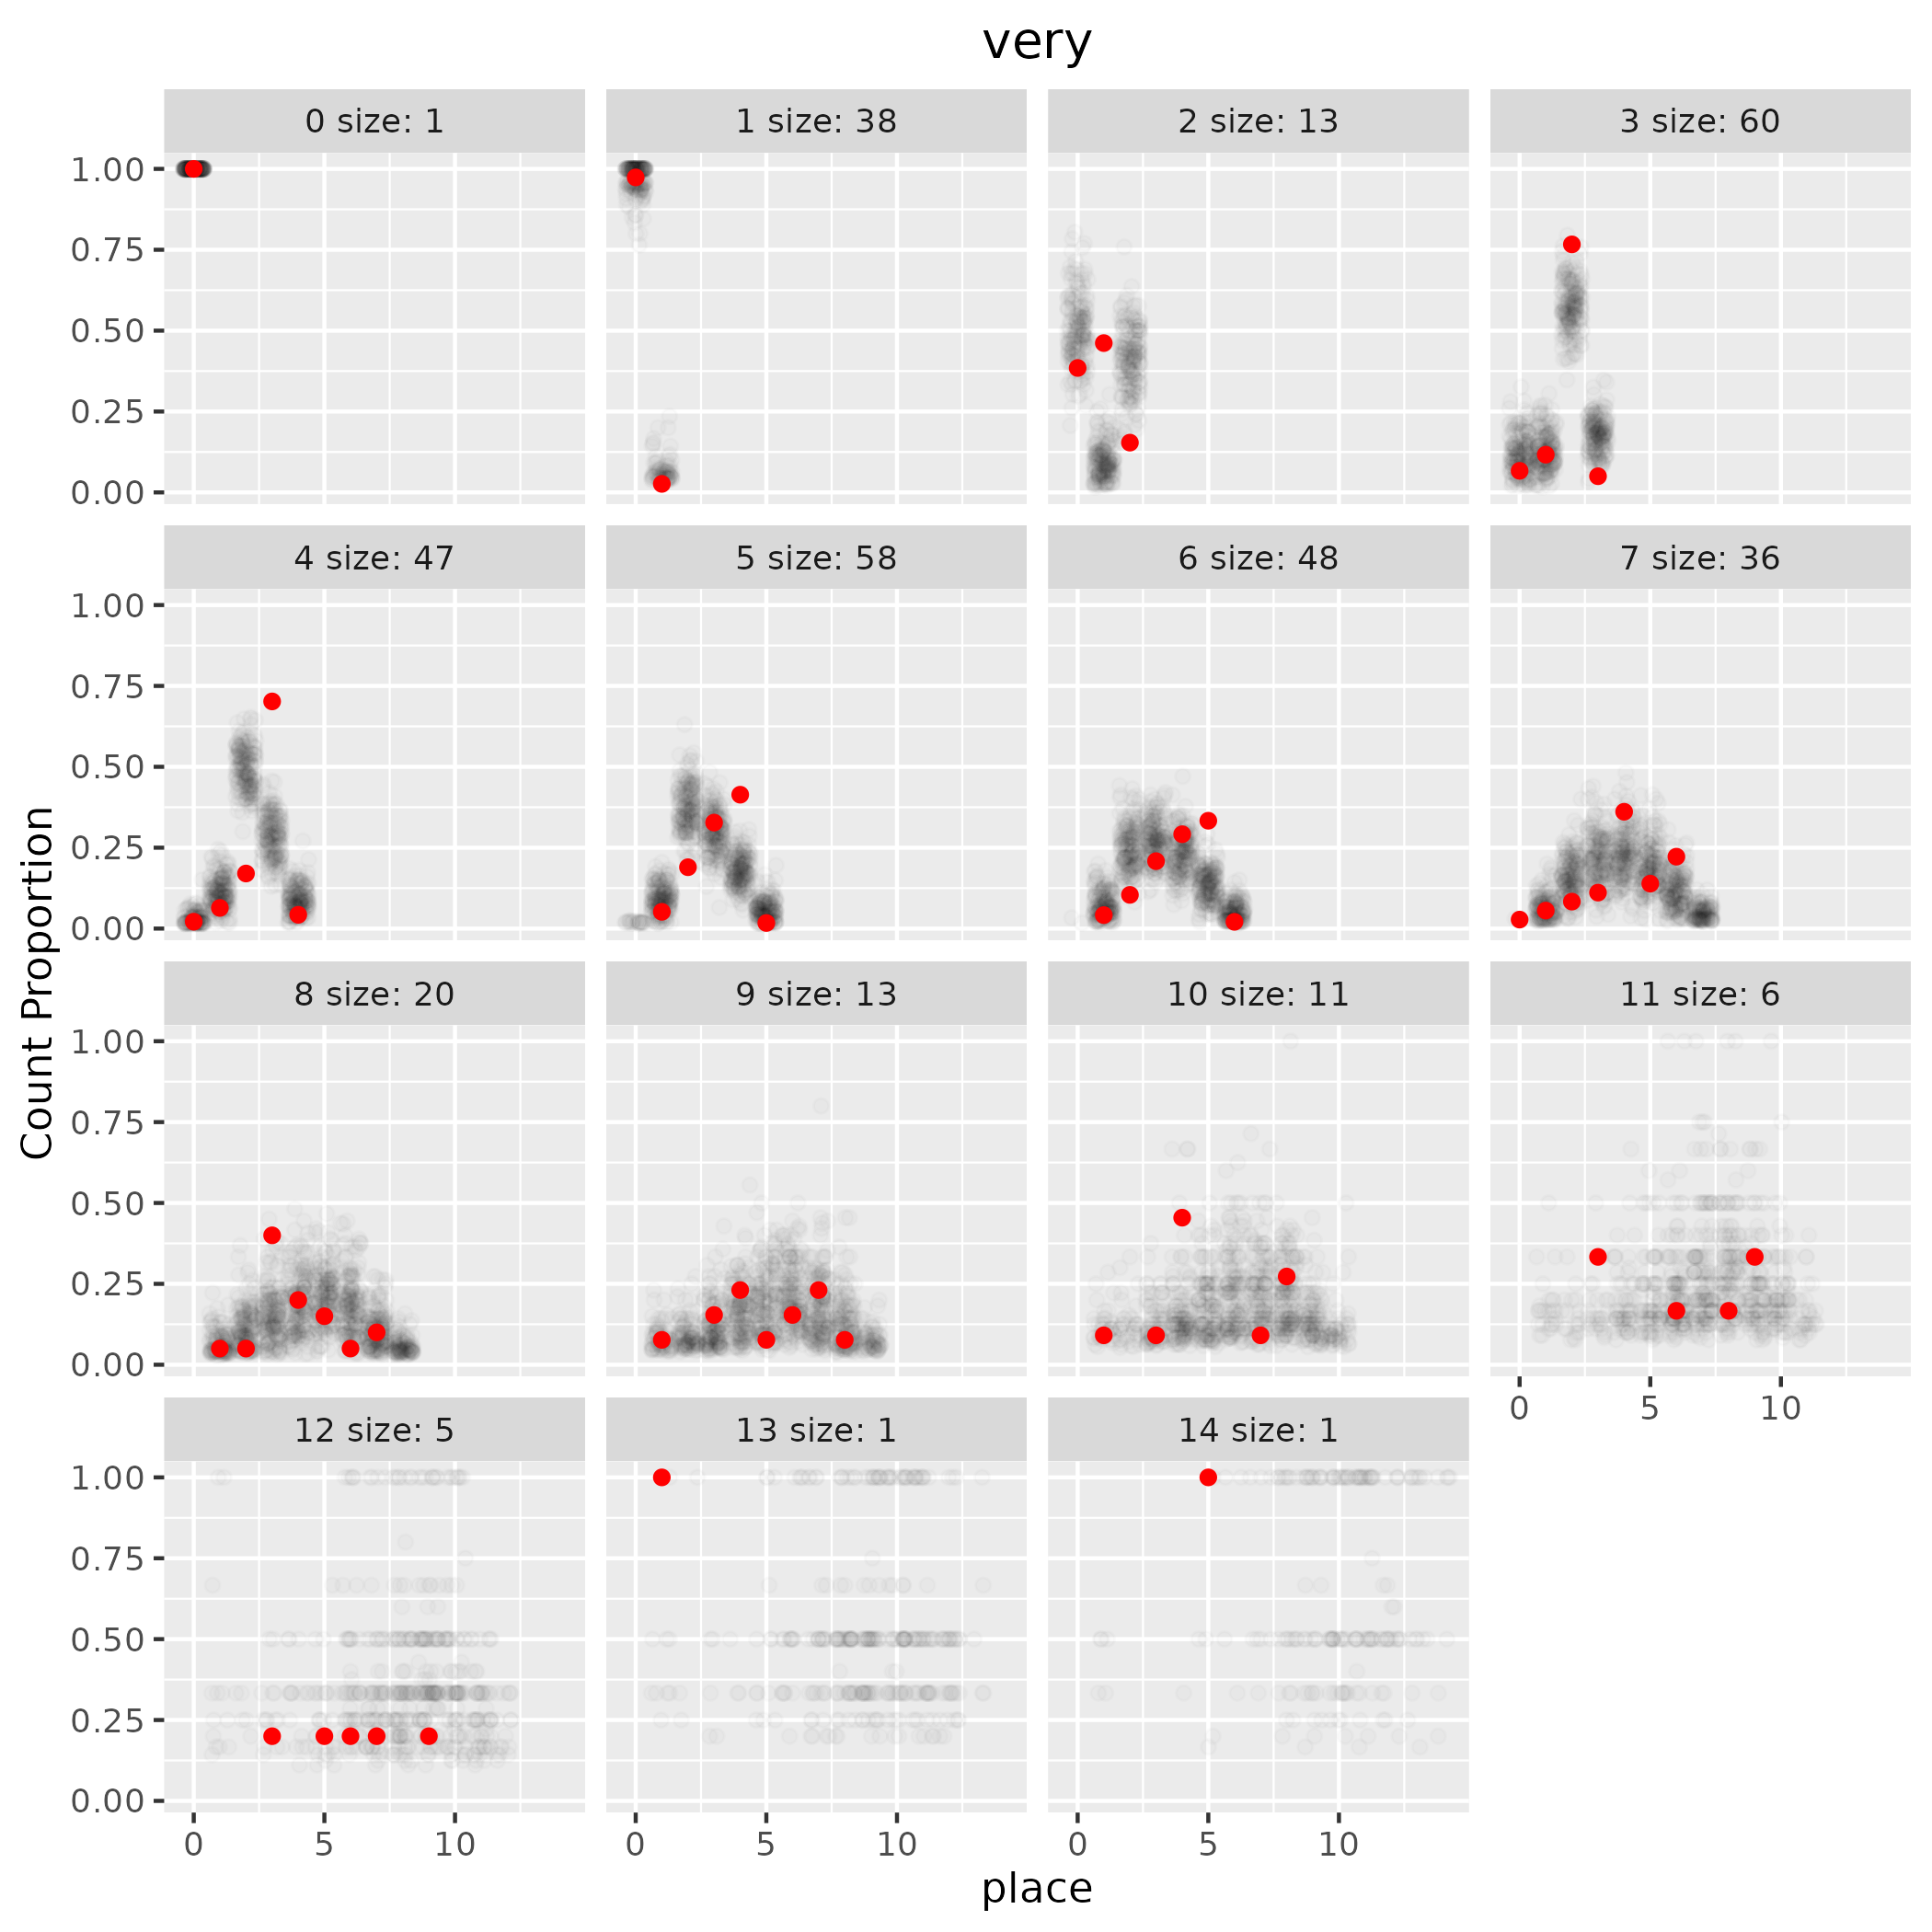 very
0 size: 1
1 size: 38
2 size: 13
3 size: 60
1.00
0.75
0.50
0.25
0.00
4 size: 47
5 size: 58
6 size: 48
7 size: 36
1.00
0.75
0.50
0.25
0.00
Count Proportion
8 size: 20
9 size: 13
10 size: 11
11 size: 6
1.00
0.75
0.50
0.25
0.00
0 5 10
12 size: 5
13 size: 1
14 size: 1
1.00
0.75
0.50
0.25
0.00
0 5 10
0 5 10
0 5 10
place